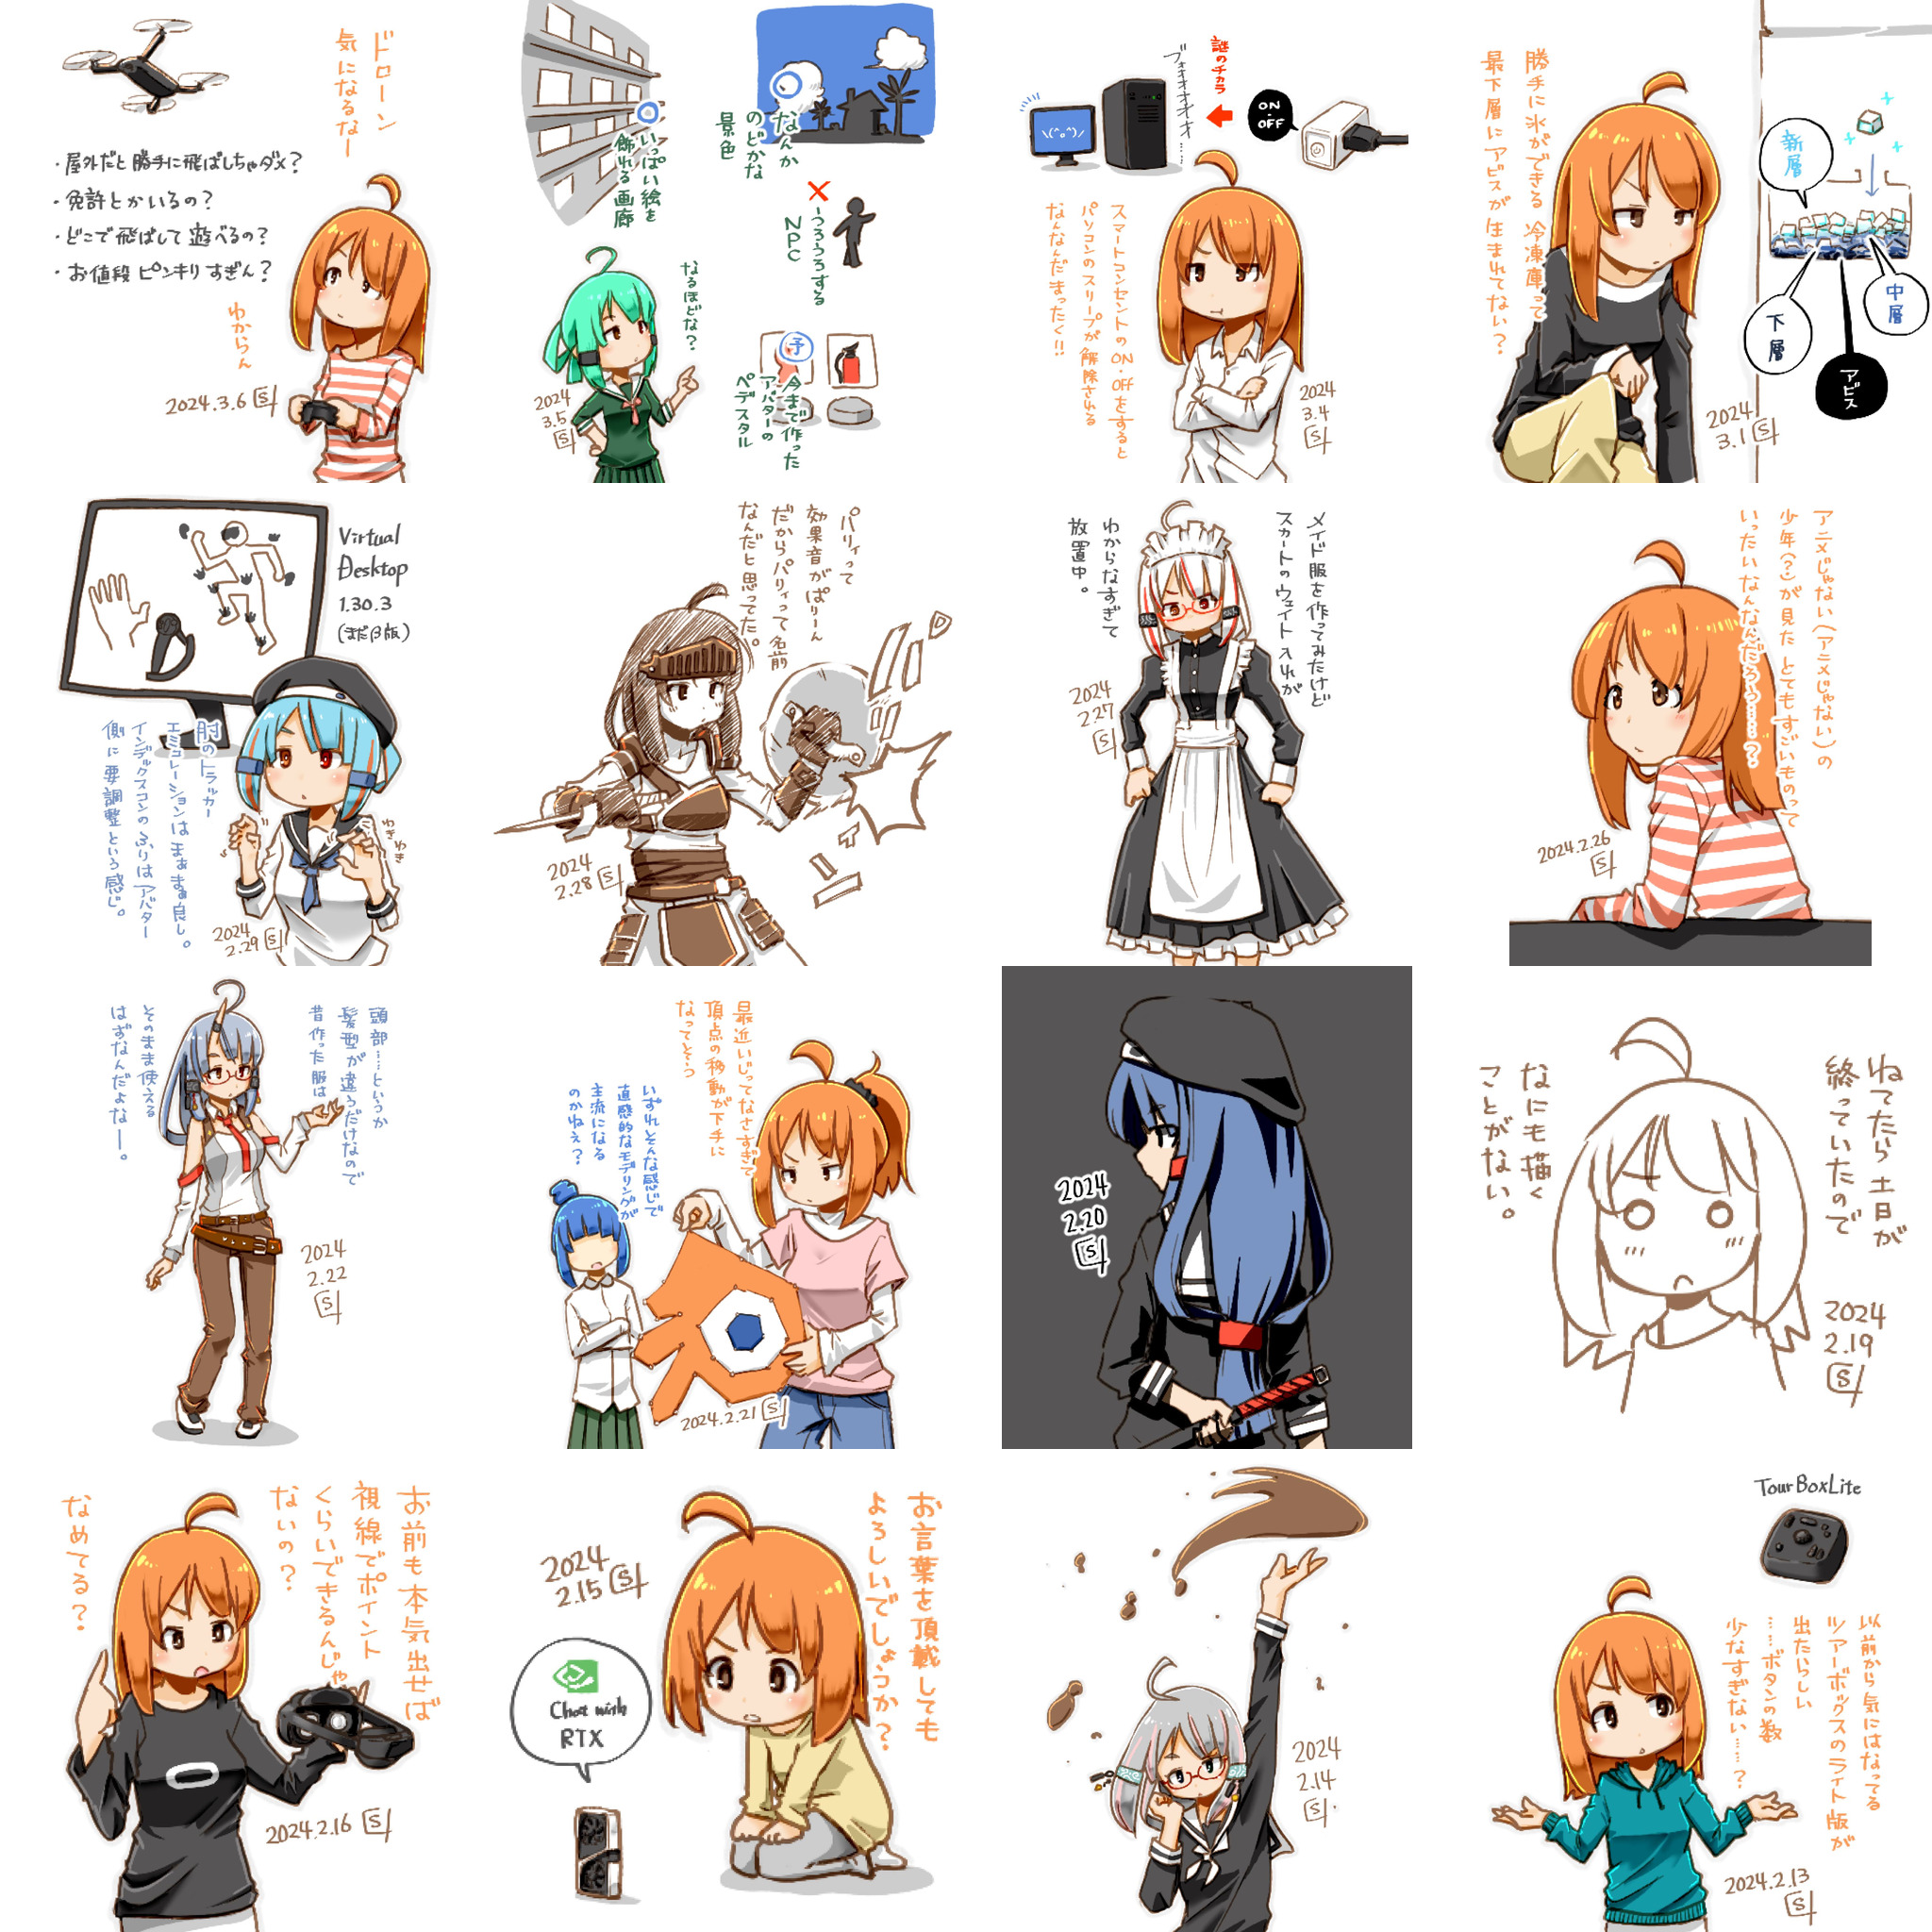 ドローン
気になるなー
・屋外だと勝手に飛ばしちゃダメ?
・免許とかいるの?
・どこで飛ばして遊べるの?
・お値段ピンキリすぎん?
わからん
2024.3.6 S
いっぱい絵を
飾れる画廊
なんか
のどかな
景色
うろうろする
NPC
なるほどな?
予
今まで作った
アバターの
ペデスタル
2024
3.5
S
謎のチカラ
ブォォォォォォ……
\(^o^)/
ON
・
OFF
スマートコンセントのON・OFFをすると
パソコンのスリープが解除される
なんなんだまったく!!
2024
3.4
S
勝手に氷ができる冷凍庫って
最下層にアビスが生まれてない?
新層
中層
下層
アビス
2024
3.1 S
Virtual
Desktop
1.30.3
(まだβ版)
肘のトラッカー
エミュレーションはまぁまぁ良し。
インデックスコンのふりはアバター
側に要調整という感じ。
わきわき
2024
2.29 S
パリィって
効果音がぱりーん
だからパリィって名前
なんだと思ってた。
2024
2.28 S
メイド服を作ってみたけど
スカートのウェイト入れが
わからなすぎて
放置中。
2024
2.27
S
アニメじゃない(アニメじゃない)の
少年(?)が見たとてもすごいものって
いったいなんなんだろう……?
2024.2.26
S
頭部……というか
髪型が違うだけなので
昔作った服は
そのまま使える
はずなんだよなー。
2024
2.22
S
最近いじってなさすぎて
頂点の移動が下手に
なってそう
いずれそんな感じで
直感的なモデリングが
主流になる
のかねぇ?
2024.2.21 S
2024
2.20
S
ねてたら土日が
終っていたので
なにも描く
ことがない。
2024
2.19
S
お前も本気出せば
視線でポイント
くらいできるんじゃ
ないの?
なめてる?
2024.2.16 S
お言葉を頂戴しても
よろしいでしょうか?
2024
2.15 S
Chat with
RTX
2024
2.14
S
TourBoxLite
以前から気にはなってる
ツアーボックスのライト版が
出たらしい
……ボタンの数
少なすぎない……?
2024.2.13
S